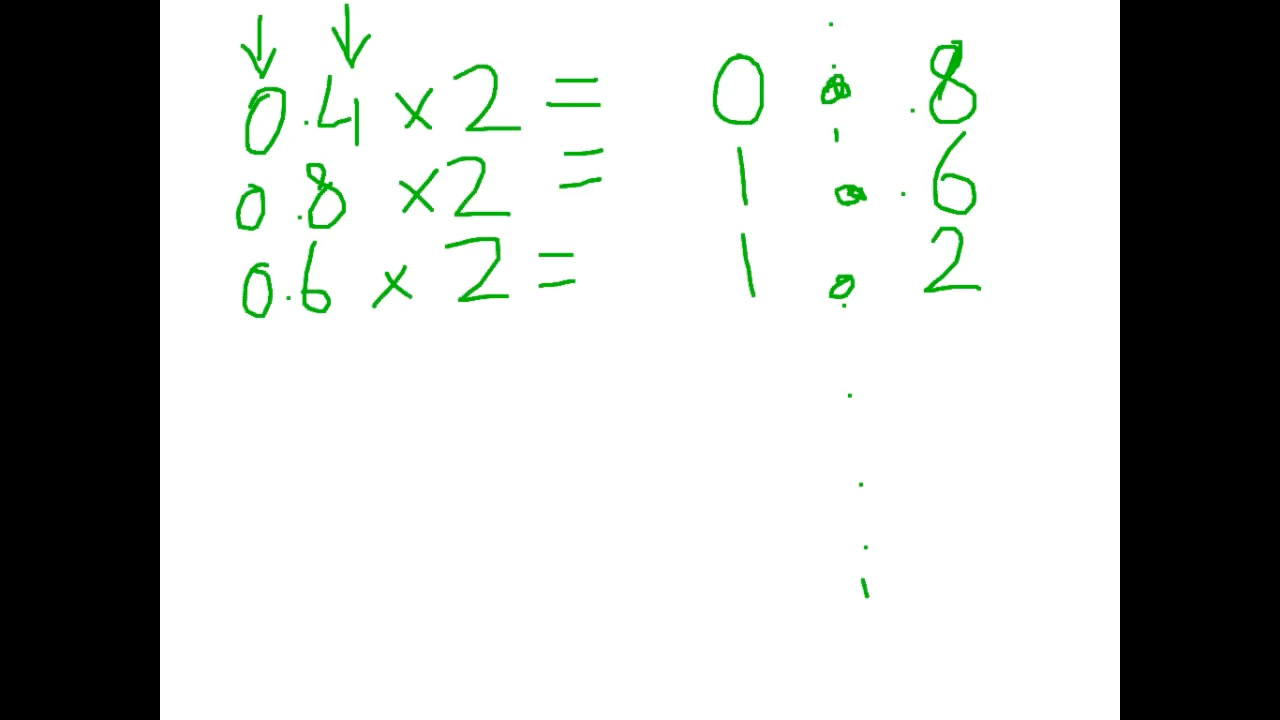 0.4 × 2 = 0 . .8
0.8 × 2 = 1 . .6
0.6 × 2 = 1 . 2